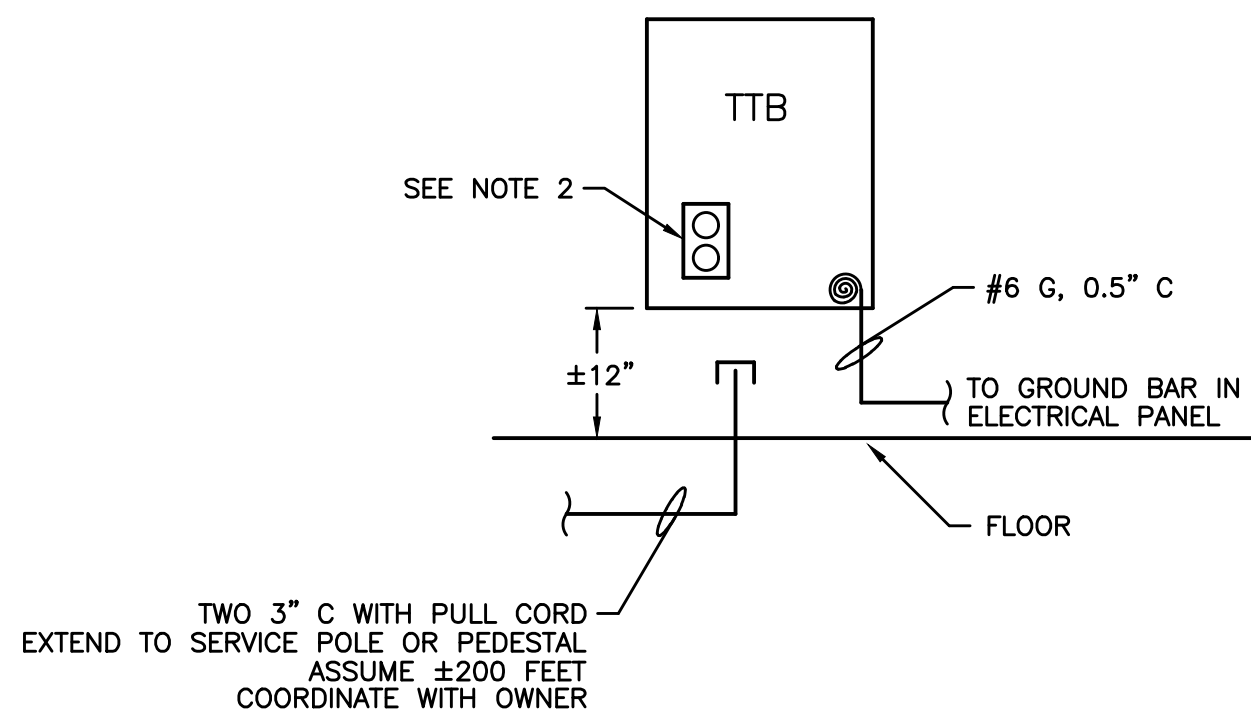 TTB
SEE NOTE 2
#6 G, 0.5" C
±12"
TO GROUND BAR IN
ELECTRICAL PANEL
FLOOR
TWO 3" C WITH PULL CORD
EXTEND TO SERVICE POLE OR PEDESTAL
ASSUME ±200 FEET
COORDINATE WITH OWNER